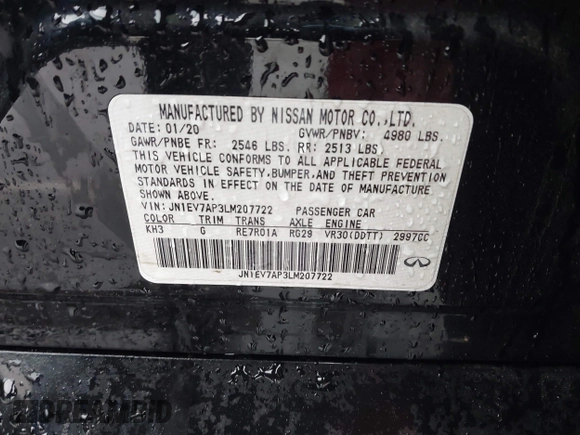 MANUFACTURED BY NISSAN MOTOR CO.,LTD.
DATE: 01/20 GVWR/PNBV: 4980 LBS.
GAWR/PNBE FR: 2546 LBS. RR: 2513 LBS.
THIS VEHICLE CONFORMS TO ALL APPLICABLE FEDERAL
MOTOR VEHICLE SAFETY,BUMPER,AND THEFT PREVENTION
STANDARDS IN EFFECT ON THE DATE OF MANUFACTURE
SHOWN ABOVE.
VIN: JN1EV7AP3LM207722 PASSENGER CAR
COLOR TRIM TRANS AXLE ENGINE
KH3 G RE7R01A RG29 VR30(DDTT) 2997CC
JN1EV7AP3LM207722